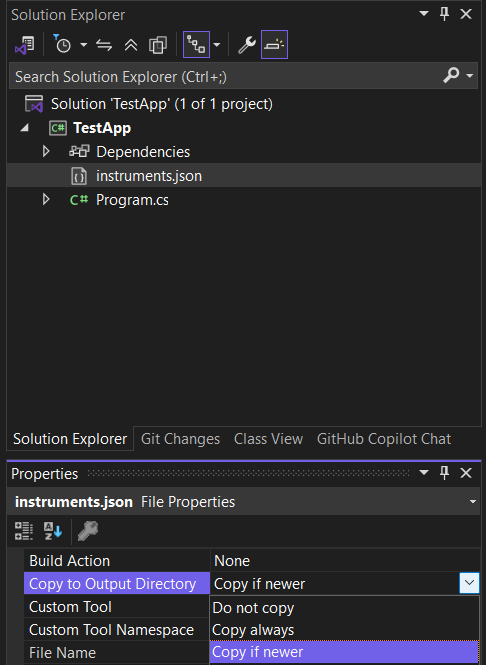 Solution Explorer
Search Solution Explorer (Ctrl+;)
Solution 'TestApp' (1 of 1 project)
C# TestApp
Dependencies
instruments.json
C# Program.cs
Solution Explorer Git Changes Class View GitHub Copilot Chat
Properties
instruments.json File Properties
Build Action None
Copy to Output Directory Copy if newer
Custom Tool Do not copy
Custom Tool Namespace Copy always
File Name Copy if newer